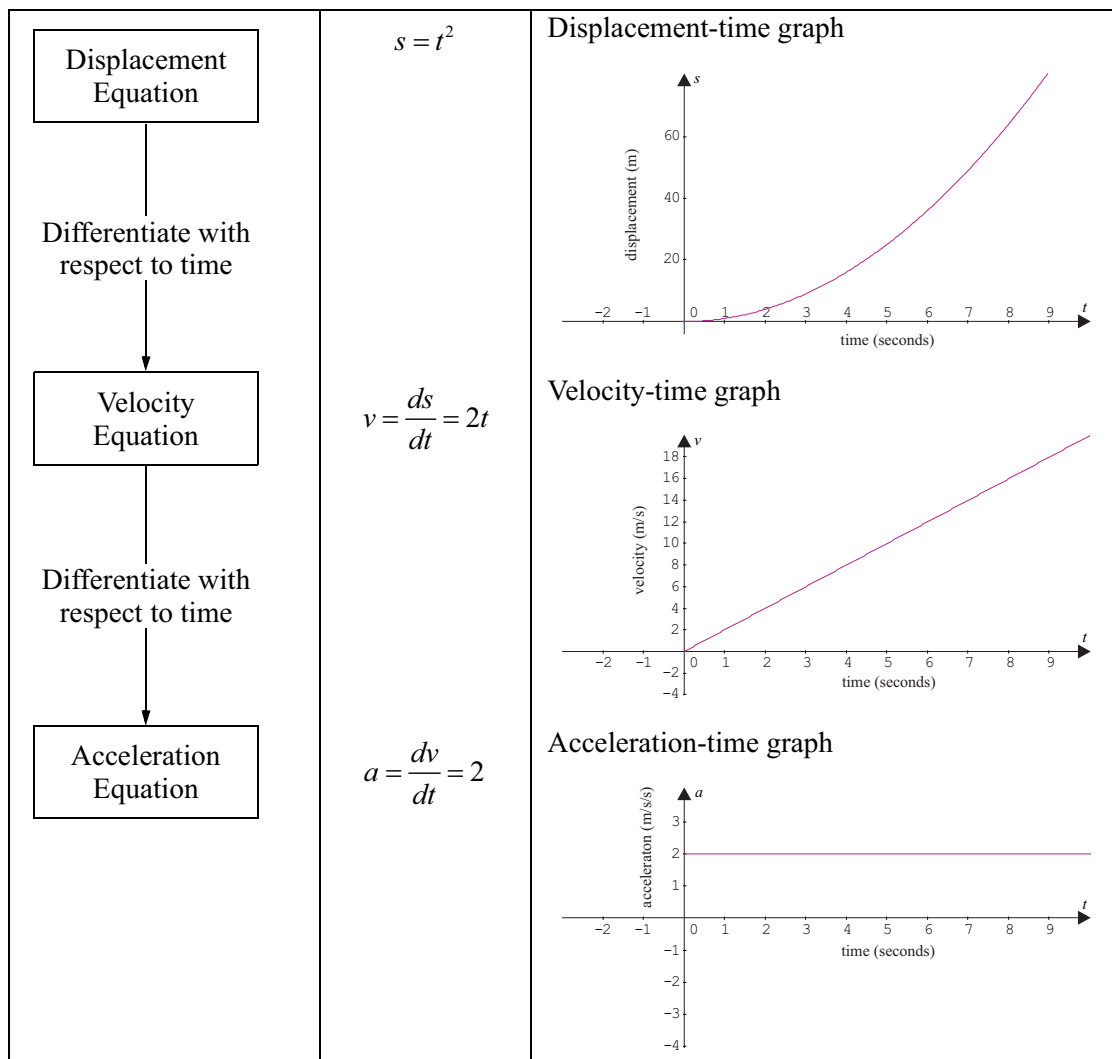 Displacement
Equation
Differentiate with
respect to time
Velocity
Equation
Differentiate with
respect to time
Acceleration
Equation
s = t²
v = ds/dt = 2t
a = dv/dt = 2
Displacement-time graph
s
displacement (m)
60
40
20
-2 -1 0 1 2 3 4 5 6 7 8 9 t
time (seconds)
Velocity-time graph
v
velocity (m/s)
18
16
14
12
10
8
6
4
2
-2 -1 0 1 2 3 4 5 6 7 8 9 t
-2
-4
time (seconds)
Acceleration-time graph
a
acceleraton (m/s/s)
3
2
1
-2 -1 0 1 2 3 4 5 6 7 8 9 t
time (seconds)
-1
-2
-3
-4